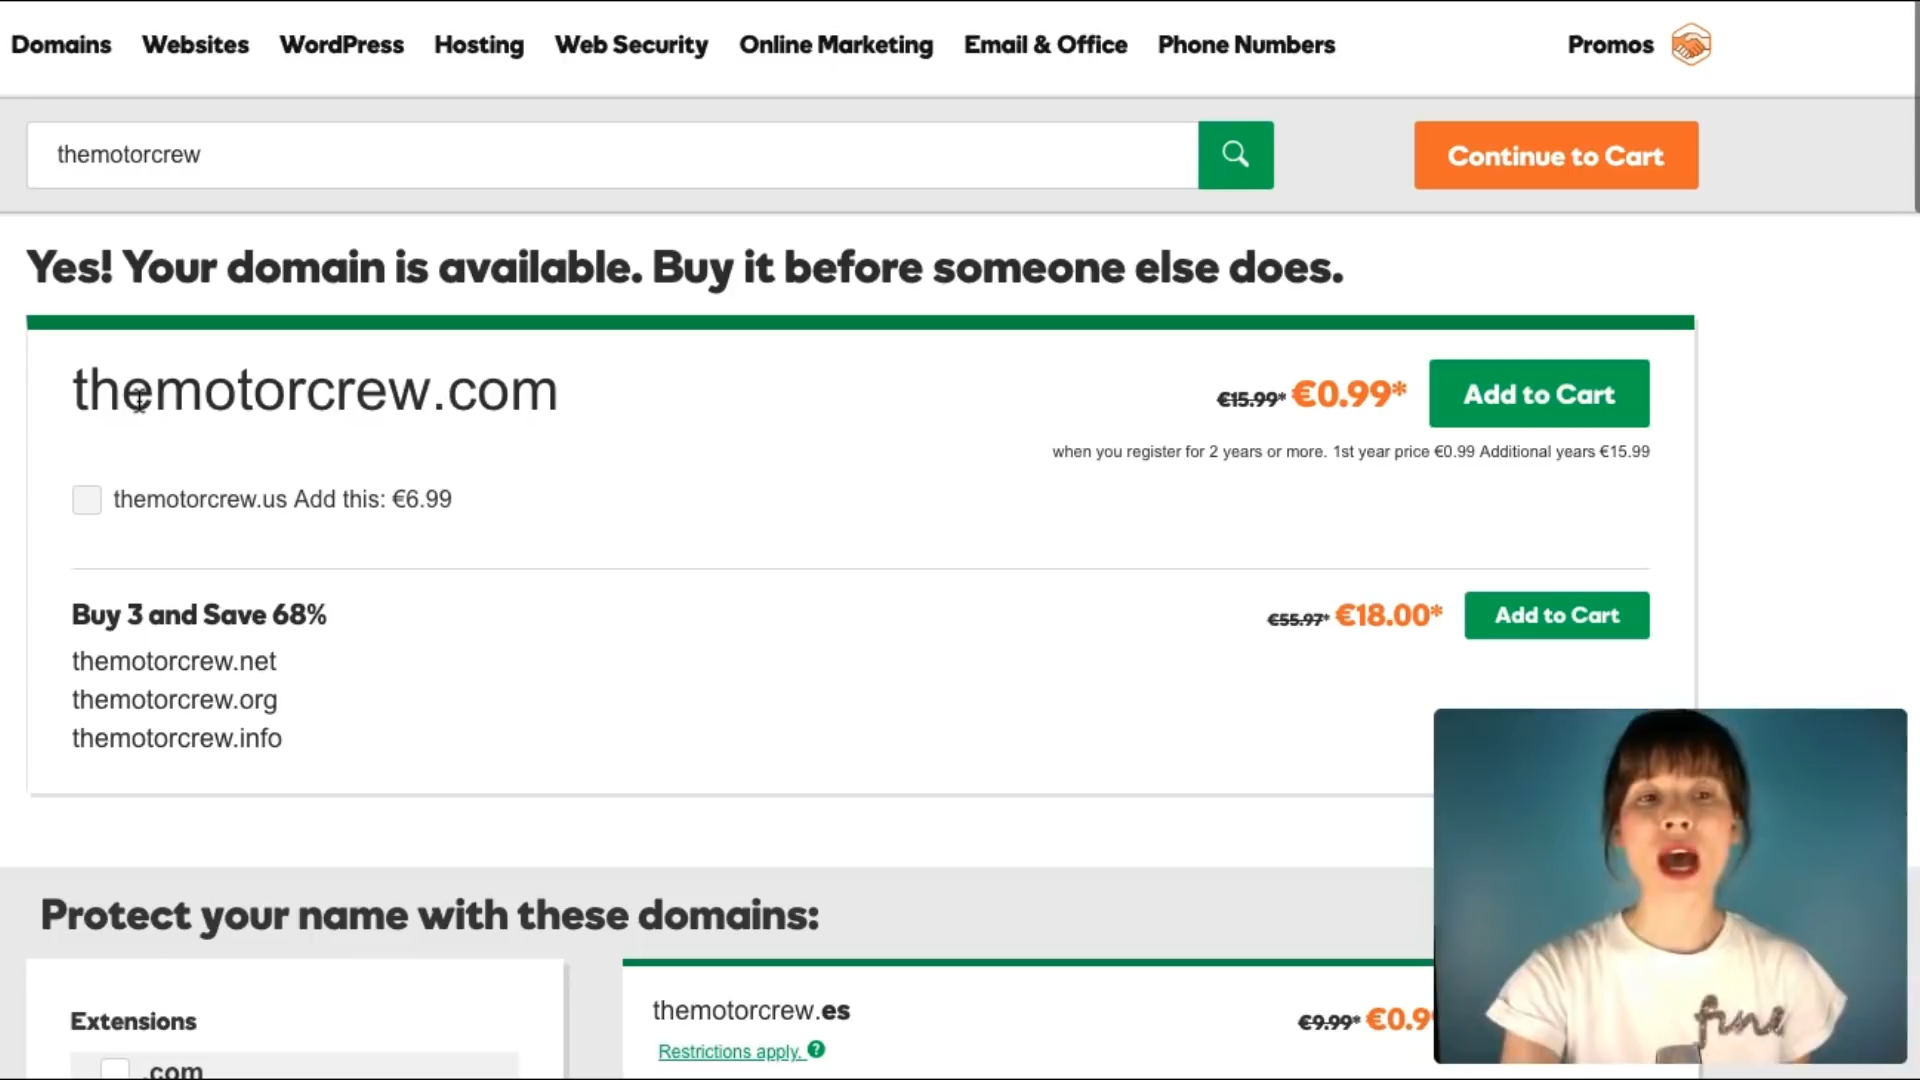 Domains Websites WordPress Hosting Web Security Online Marketing Email & Office Phone Numbers Promos
themotorcrew
Continue to Cart
Yes! Your domain is available. Buy it before someone else does.
themotorcrew.com
€15.99* €0.99* Add to Cart
when you register for 2 years or more. 1st year price €0.99 Additional years €15.99
themotorcrew.us Add this: €6.99
Buy 3 and Save 68%
€55.97* €18.00* Add to Cart
themotorcrew.net
themotorcrew.org
themotorcrew.info
Protect your name with these domains:
Extensions
.com
themotorcrew.es
€9.99* €0.9
Restrictions apply. ?
fine